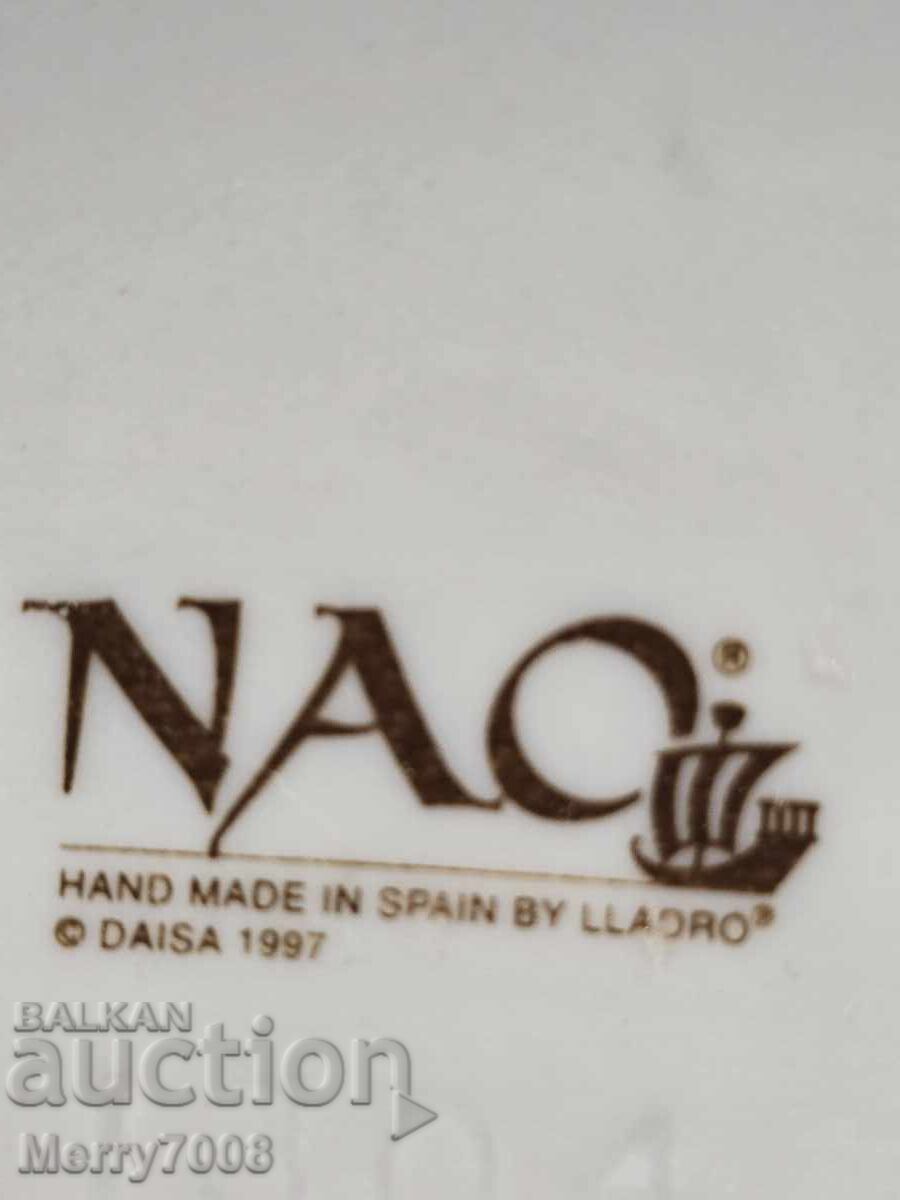 NAO®
HAND MADE IN SPAIN BY LLADRO®
© DAISA 1997
BALKAN
auction
Merry7008